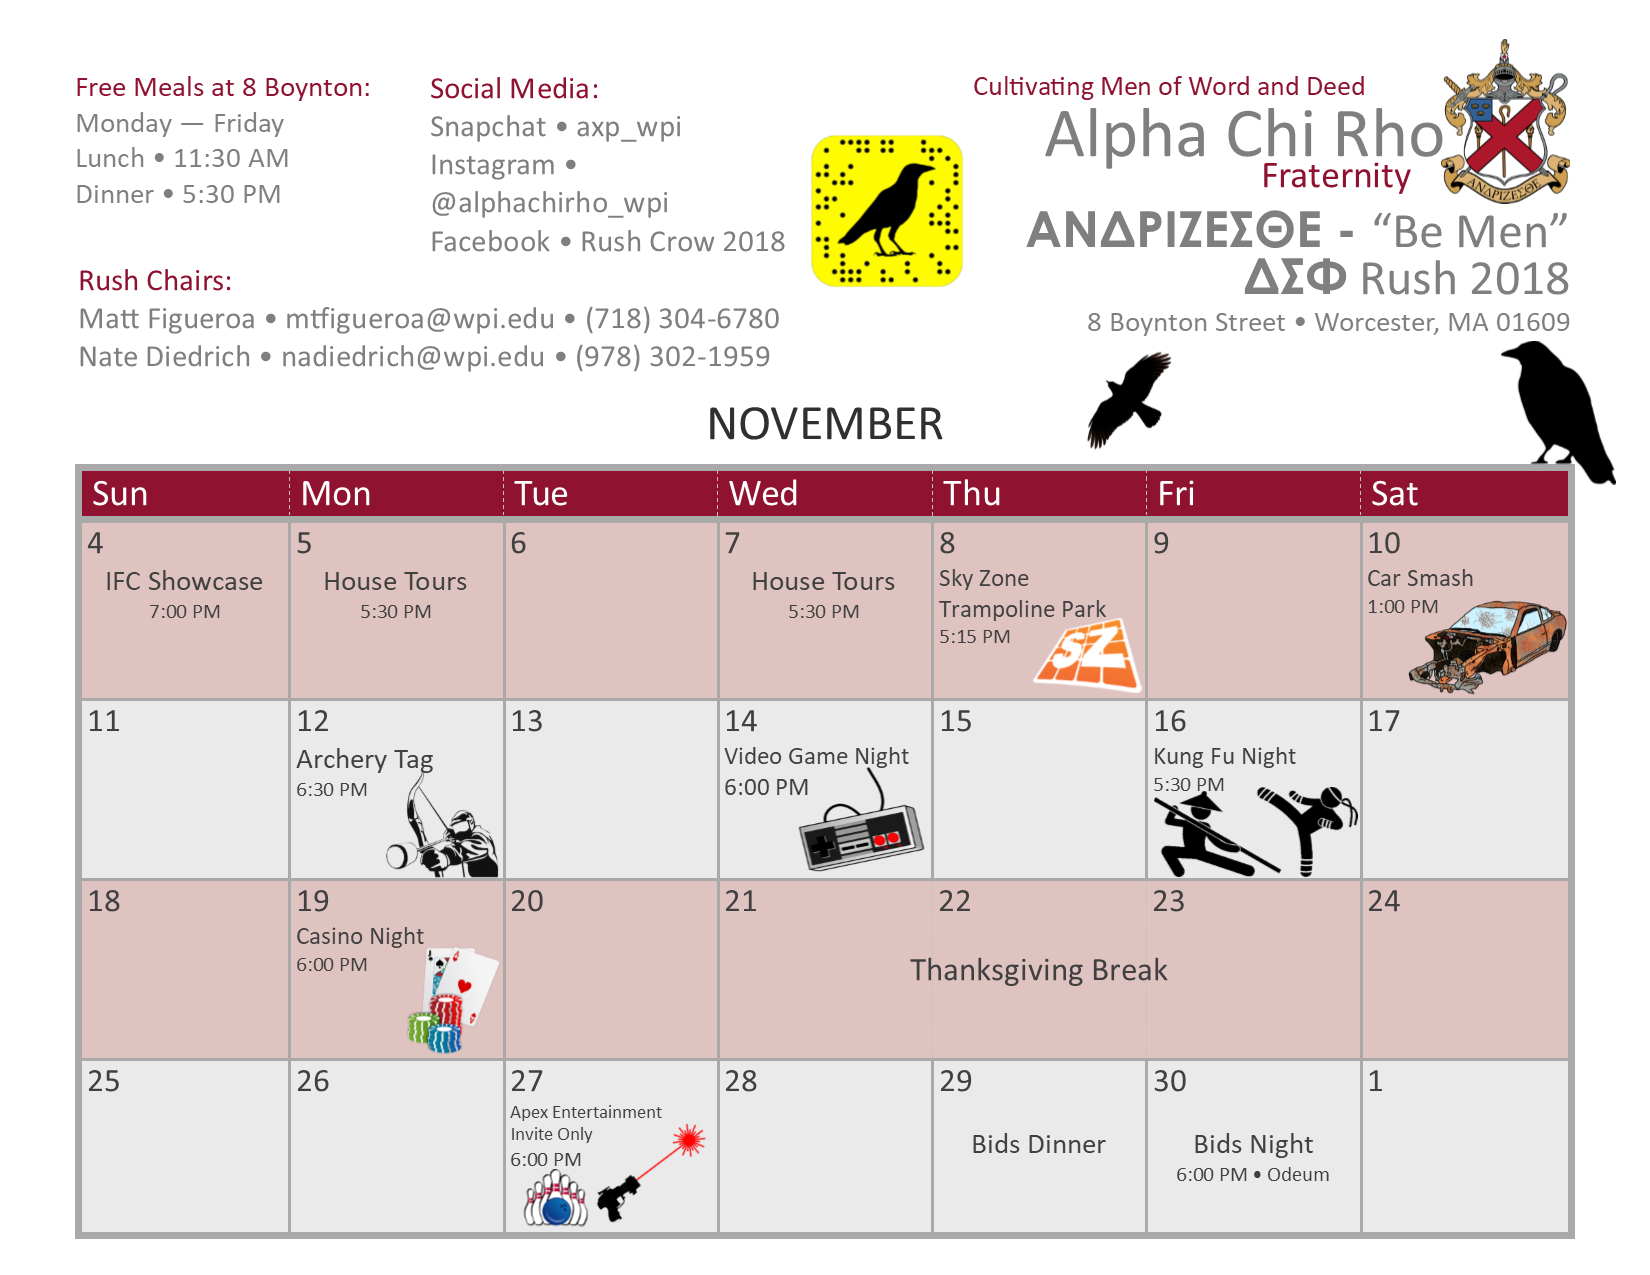 Free Meals at 8 Boynton:
Monday — Friday
Lunch • 11:30 AM
Dinner • 5:30 PM
Social Media:
Snapchat • axp_wpi
Instagram •
@alphachirho_wpi
Facebook • Rush Crow 2018
Rush Chairs:
Matt Figueroa • mtfigueroa@wpi.edu • (718) 304-6780
Nate Diedrich • nadiedrich@wpi.edu • (978) 302-1959
Cultivating Men of Word and Deed
Alpha Chi Rho
Fraternity
ΑΝΔΡΙΖΕΣΘΕ
ΑΝΔΡΙΖΕΣΘΕ - “Be Men”
ΔΣΦ Rush 2018
8 Boynton Street • Worcester, MA 01609
NOVEMBER
Sun Mon Tue Wed Thu Fri Sat
4
IFC Showcase
7:00 PM
5
House Tours
5:30 PM
6
7
House Tours
5:30 PM
8
Sky Zone
Trampoline Park
5:15 PM
SZ
9
10
Car Smash
1:00 PM
11
12
Archery Tag
6:30 PM
13
14
Video Game Night
6:00 PM
15
16
Kung Fu Night
5:30 PM
17
18
19
Casino Night
6:00 PM
20
21
22
23
Thanksgiving Break
24
25
26
27
Apex Entertainment
Invite Only
6:00 PM
28
29
Bids Dinner
30
Bids Night
6:00 PM • Odeum
1